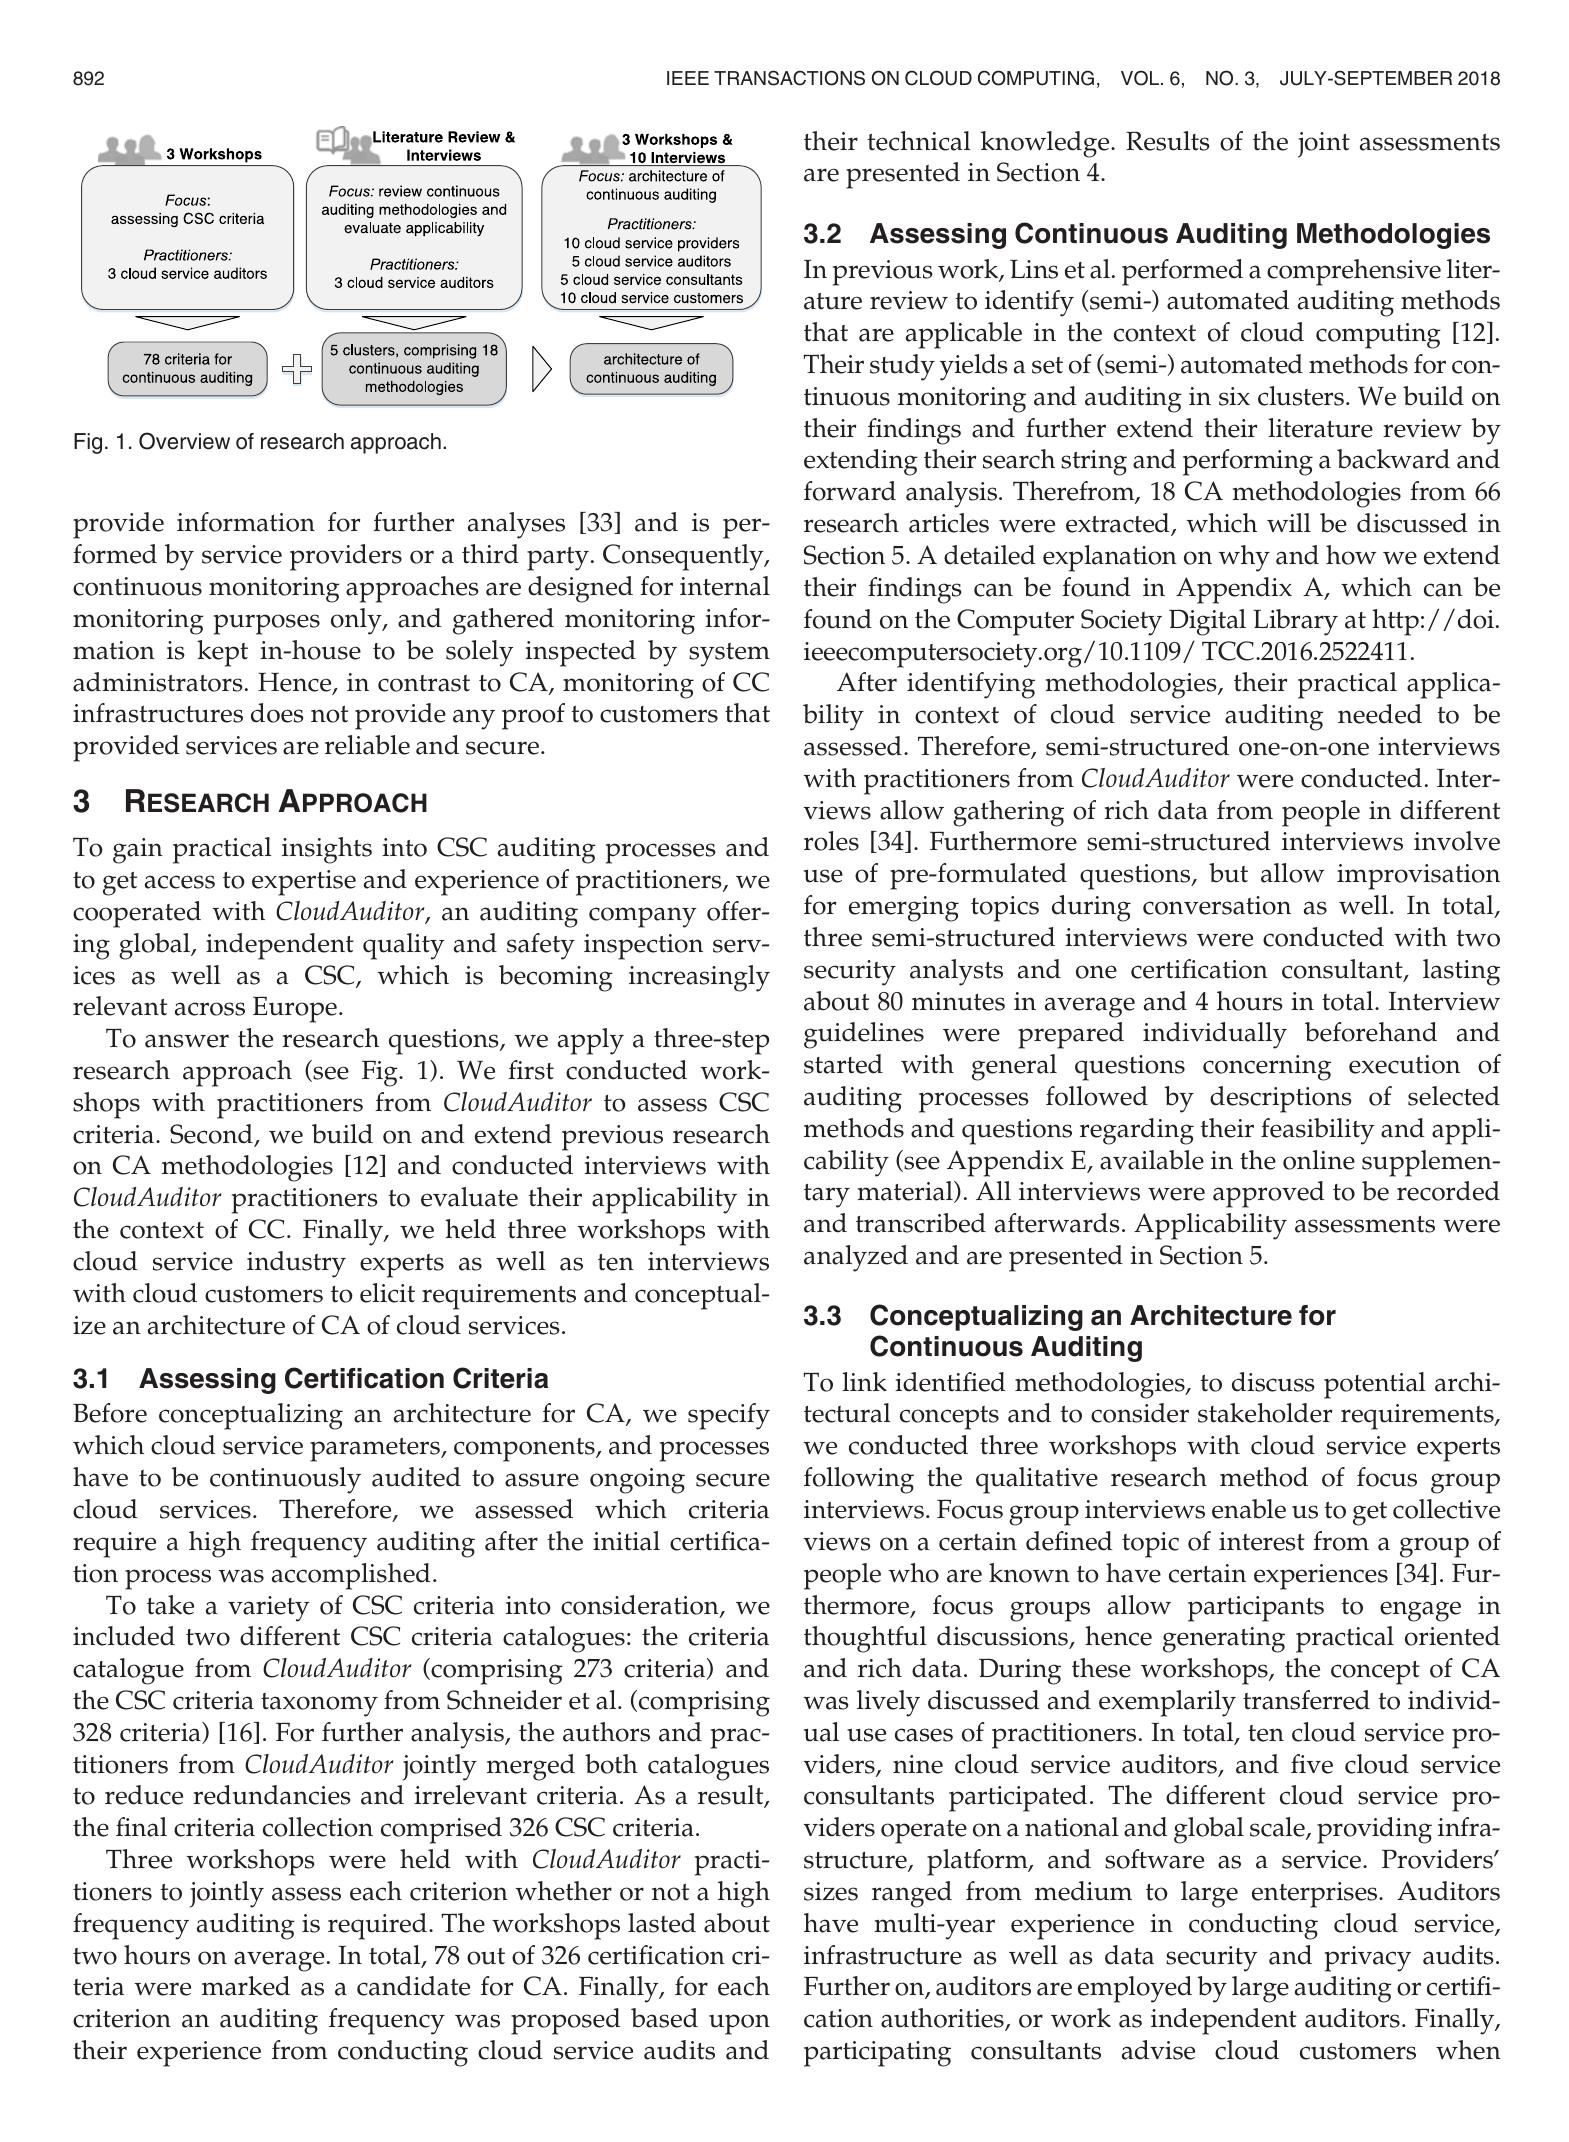 892
IEEE TRANSACTIONS ON CLOUD COMPUTING, VOL. 6, NO. 3, JULY-SEPTEMBER 2018
3 Workshops
Focus:
assessing CSC criteria
Practitioners:
3 cloud service auditors
78 criteria for
continuous auditing
Literature Review &
Interviews
Focus: review continuous
auditing methodologies and
evaluate applicability
Practitioners:
3 cloud service auditors
5 clusters, comprising 18
continuous auditing
methodologies
3 Workshops &
10 Interviews
Focus: architecture of
continuous auditing
Practitioners:
10 cloud service providers
5 cloud service auditors
5 cloud service consultants
10 cloud service customers
architecture of
continuous auditing
Fig. 1. Overview of research approach.
provide information for further analyses [33] and is per-
formed by service providers or a third party. Consequently,
continuous monitoring approaches are designed for internal
monitoring purposes only, and gathered monitoring infor-
mation is kept in-house to be solely inspected by system
administrators. Hence, in contrast to CA, monitoring of CC
infrastructures does not provide any proof to customers that
provided services are reliable and secure.
3 RESEARCH APPROACH
To gain practical insights into CSC auditing processes and
to get access to expertise and experience of practitioners, we
cooperated with CloudAuditor, an auditing company offer-
ing global, independent quality and safety inspection serv-
ices as well as a CSC, which is becoming increasingly
relevant across Europe.
To answer the research questions, we apply a three-step
research approach (see Fig. 1). We first conducted work-
shops with practitioners from CloudAuditor to assess CSC
criteria. Second, we build on and extend previous research
on CA methodologies [12] and conducted interviews with
CloudAuditor practitioners to evaluate their applicability in
the context of CC. Finally, we held three workshops with
cloud service industry experts as well as ten interviews
with cloud customers to elicit requirements and conceptual-
ize an architecture of CA of cloud services.
3.1 Assessing Certification Criteria
Before conceptualizing an architecture for CA, we specify
which cloud service parameters, components, and processes
have to be continuously audited to assure ongoing secure
cloud services. Therefore, we assessed which criteria
require a high frequency auditing after the initial certifica-
tion process was accomplished.
To take a variety of CSC criteria into consideration, we
included two different CSC criteria catalogues: the criteria
catalogue from CloudAuditor (comprising 273 criteria) and
the CSC criteria taxonomy from Schneider et al. (comprising
328 criteria) [16]. For further analysis, the authors and prac-
titioners from CloudAuditor jointly merged both catalogues
to reduce redundancies and irrelevant criteria. As a result,
the final criteria collection comprised 326 CSC criteria.
Three workshops were held with CloudAuditor practi-
tioners to jointly assess each criterion whether or not a high
frequency auditing is required. The workshops lasted about
two hours on average. In total, 78 out of 326 certification cri-
teria were marked as a candidate for CA. Finally, for each
criterion an auditing frequency was proposed based upon
their experience from conducting cloud service audits and
their technical knowledge. Results of the joint assessments
are presented in Section 4.
3.2 Assessing Continuous Auditing Methodologies
In previous work, Lins et al. performed a comprehensive liter-
ature review to identify (semi-) automated auditing methods
that are applicable in the context of cloud computing [12].
Their study yields a set of (semi-) automated methods for con-
tinuous monitoring and auditing in six clusters. We build on
their findings and further extend their literature review by
extending their search string and performing a backward and
forward analysis. Therefrom, 18 CA methodologies from 66
research articles were extracted, which will be discussed in
Section 5. A detailed explanation on why and how we extend
their findings can be found in Appendix A, which can be
found on the Computer Society Digital Library at http://doi.
ieeecomputersociety.org/10.1109/ TCC.2016.2522411.
After identifying methodologies, their practical applica-
bility in context of cloud service auditing needed to be
assessed. Therefore, semi-structured one-on-one interviews
with practitioners from CloudAuditor were conducted. Inter-
views allow gathering of rich data from people in different
roles [34]. Furthermore semi-structured interviews involve
use of pre-formulated questions, but allow improvisation
for emerging topics during conversation as well. In total,
three semi-structured interviews were conducted with two
security analysts and one certification consultant, lasting
about 80 minutes in average and 4 hours in total. Interview
guidelines were prepared individually beforehand and
started with general questions concerning execution of
auditing processes followed by descriptions of selected
methods and questions regarding their feasibility and appli-
cability (see Appendix E, available in the online supplemen-
tary material). All interviews were approved to be recorded
and transcribed afterwards. Applicability assessments were
analyzed and are presented in Section 5.
3.3 Conceptualizing an Architecture for
Continuous Auditing
To link identified methodologies, to discuss potential archi-
tectural concepts and to consider stakeholder requirements,
we conducted three workshops with cloud service experts
following the qualitative research method of focus group
interviews. Focus group interviews enable us to get collective
views on a certain defined topic of interest from a group of
people who are known to have certain experiences [34]. Fur-
thermore, focus groups allow participants to engage in
thoughtful discussions, hence generating practical oriented
and rich data. During these workshops, the concept of CA
was lively discussed and exemplarily transferred to individ-
ual use cases of practitioners. In total, ten cloud service pro-
viders, nine cloud service auditors, and five cloud service
consultants participated. The different cloud service pro-
viders operate on a national and global scale, providing infra-
structure, platform, and software as a service. Providers'
sizes ranged from medium to large enterprises. Auditors
have multi-year experience in conducting cloud service,
infrastructure as well as data security and privacy audits.
Further on, auditors are employed by large auditing or certifi-
cation authorities, or work as independent auditors. Finally,
participating consultants advise cloud customers when